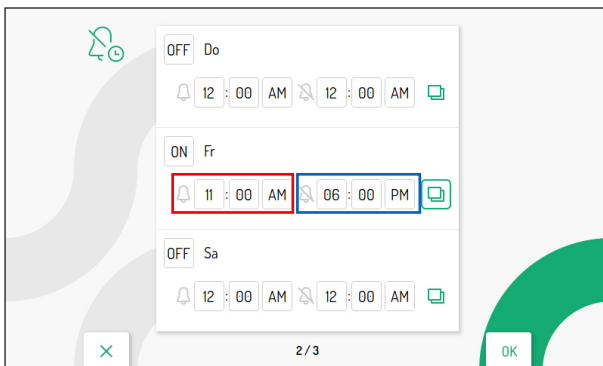 OFF Do
12 : 00 AM 12 : 00 AM
ON Fr
11 : 00 AM 06 : 00 PM
OFF Sa
12 : 00 AM 12 : 00 AM
2/3
OK